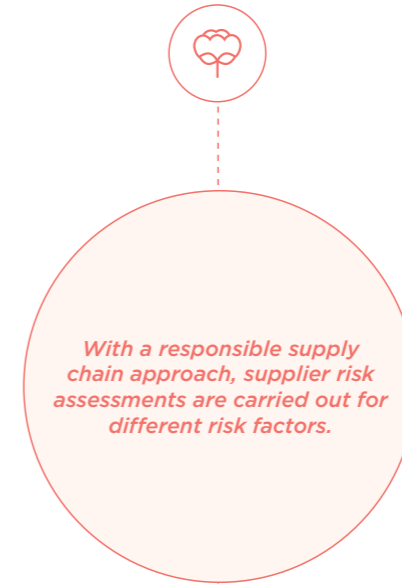 With a responsible supply
chain approach, supplier risk
assessments are carried out for
different risk factors.